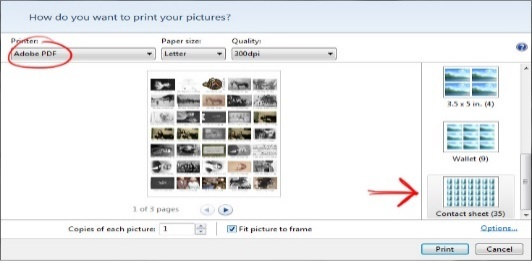 How do you want to print your pictures?
Printer: Paper size: Quality:
Adobe PDF Letter 300dpi
3.5 x 5 in. (4)
Wallet (9)
Contact sheet (35)
1 of 3 pages
Copies of each picture: 1 Fit picture to frame Options...
Print Cancel